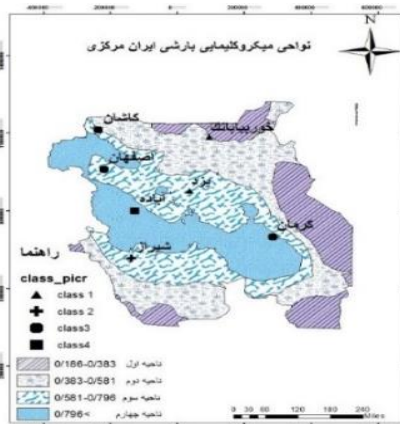 نواحی میکروکلیمایی بارشی ایران مرکزی
N
کاشان
خوربیابانک
اصفهان
یزد
آباده
کرمان
شیراز
راهنما
class_picr
class 1
class 2
class3
class4
0/186-0/383 ناحیه اول
0/383-0/581 ناحیه دوم
0/581-0/796 ناحیه سوم
0/796< ناحیه چهارم
0 30 60 120 180 240
Miles